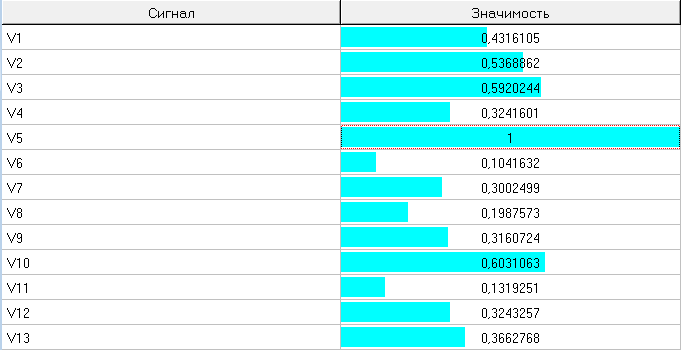 Сигнал Значимость
V1 0,4316105
V2 0,5368862
V3 0,5920244
V4 0,3241601
V5 1
V6 0,1041632
V7 0,3002499
V8 0,1987573
V9 0,3160724
V10 0,6031063
V11 0,1319251
V12 0,3243257
V13 0,3662768